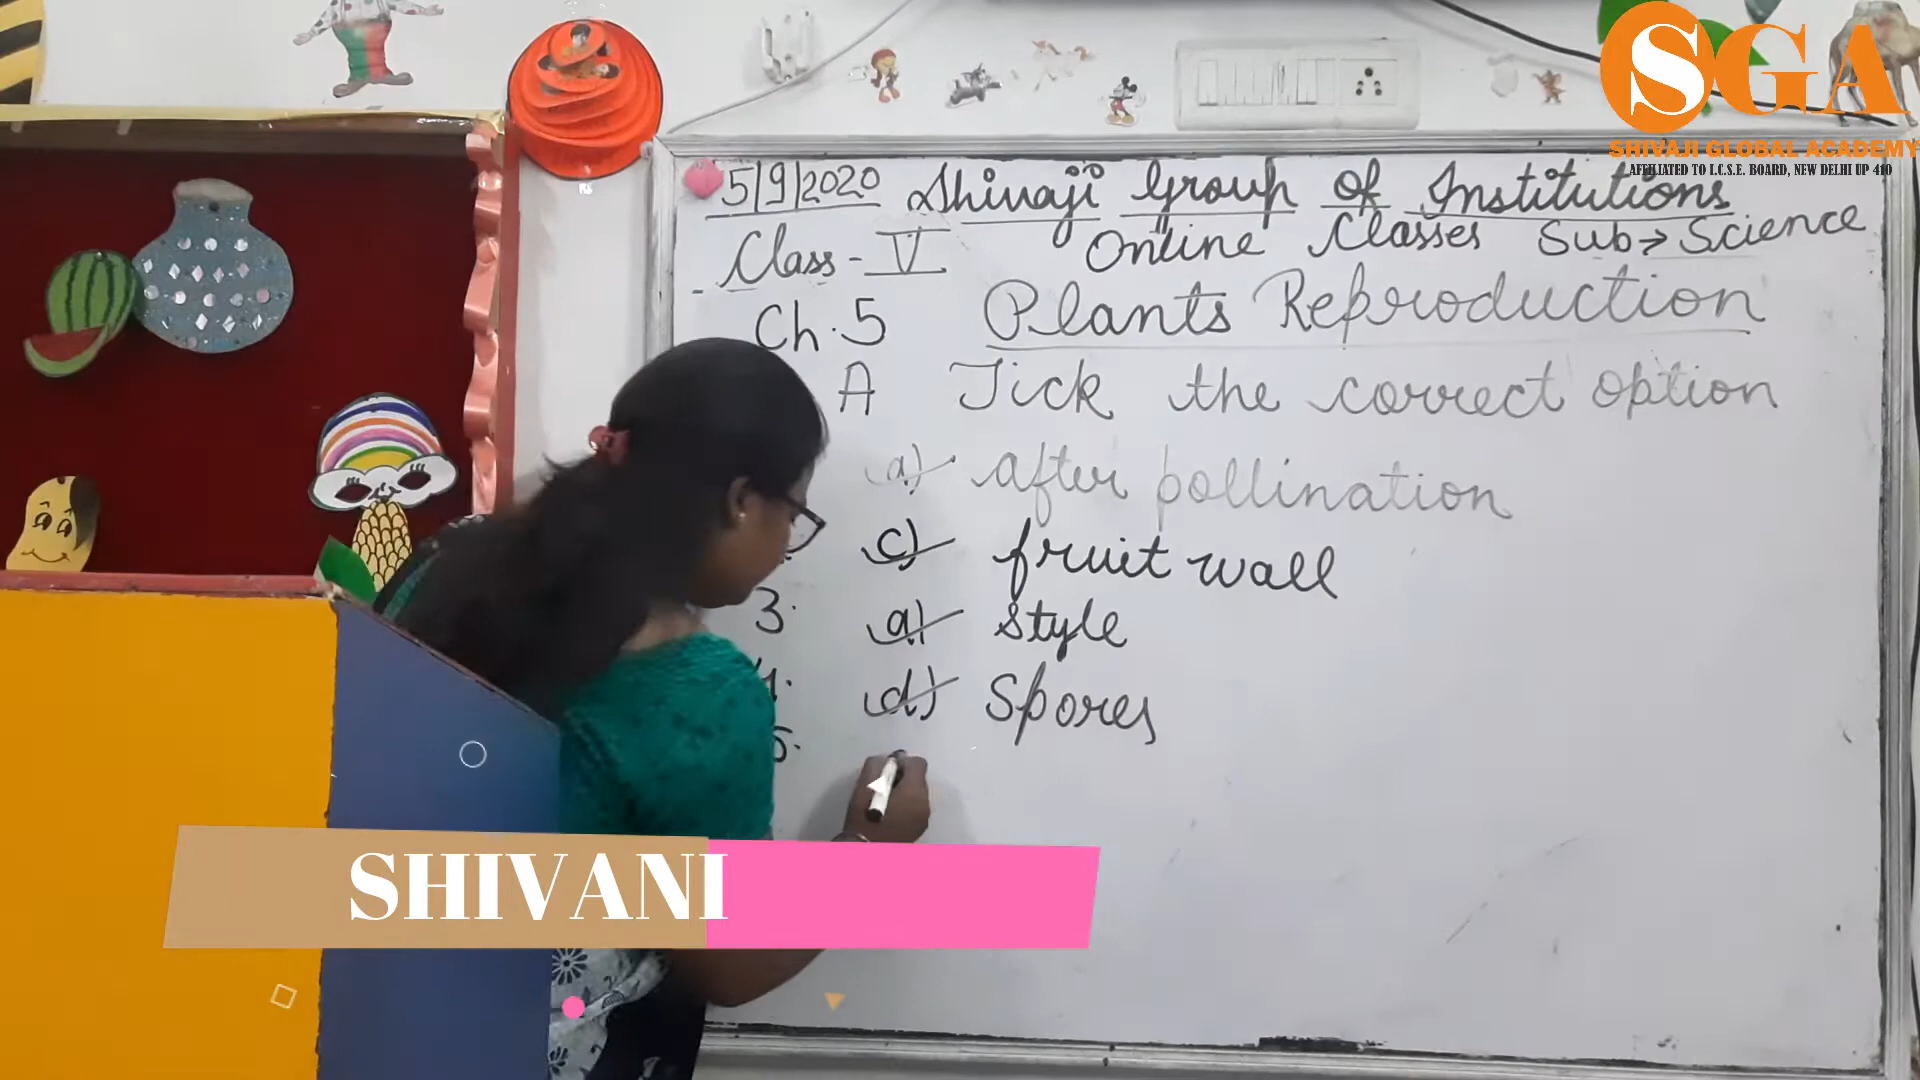 SGA
SHIVAJI GLOBAL ACADEMY
AFFILIATED TO I.C.S.E. BOARD, NEW DELHI UP 410
5/9/2020 Shivaji Group Of Institutions
Class - V Online Classes Sub→ Science
Ch.5 Plants Reproduction
A Tick the correct option
a) after pollination
c) fruit wall
3. a) Style
4. d) Spores
5.
SHIVANI